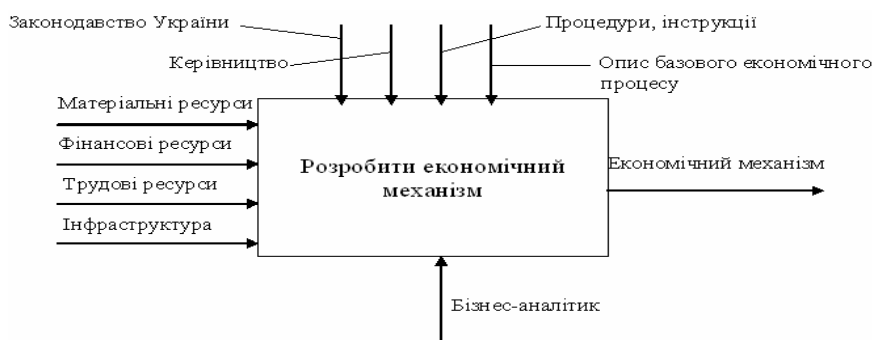 Законодавство України
Процедури, інструкції
Керівництво
Опис базового економічного
процесу
Матеріальні ресурси
Фінансові ресурси
Трудові ресурси
Інфраструктура
Розробити економічний
механізм
Економічний механізм
Бізнес-аналітик